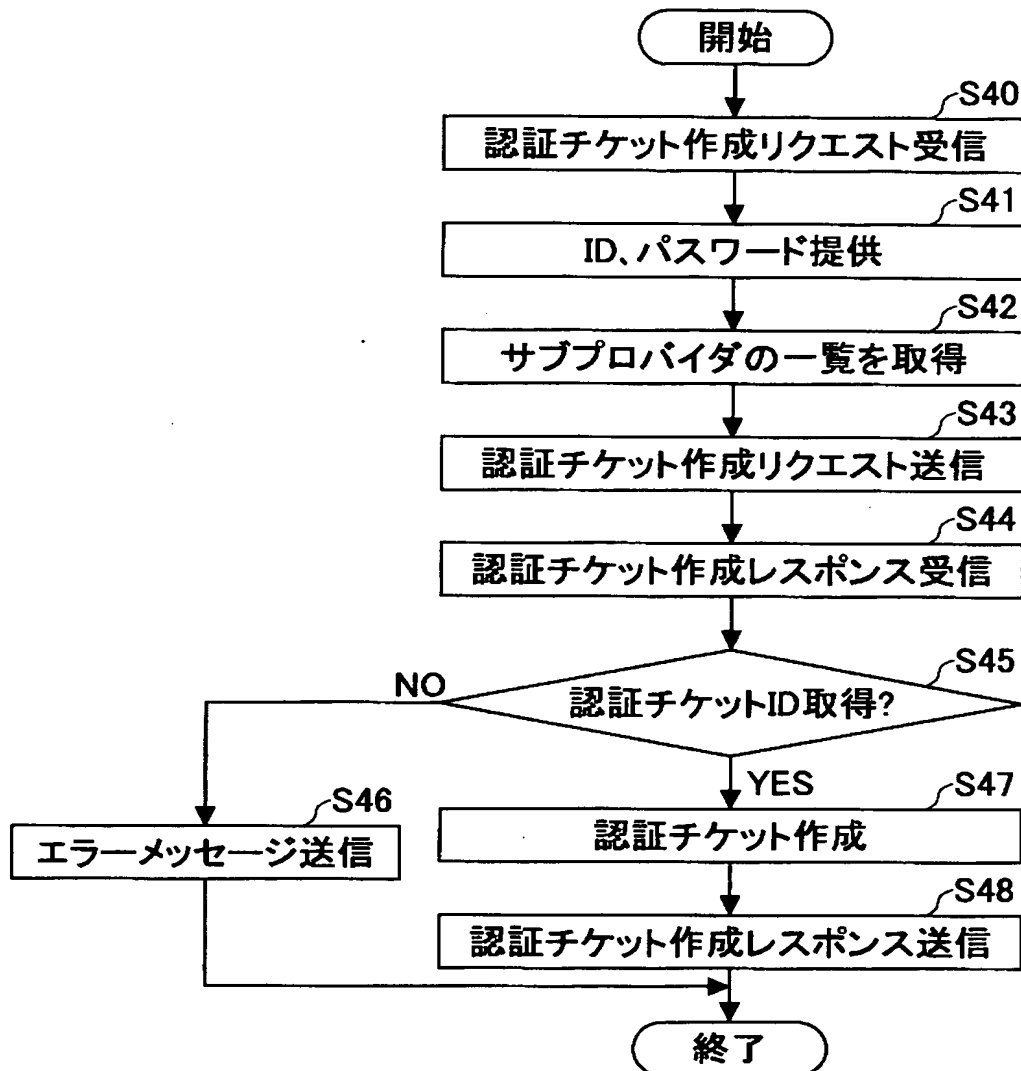 開始
S40
認証チケット作成リクエスト受信
S41
ID、パスワード提供
S42
サブプロバイダの一覧を取得
S43
認証チケット作成リクエスト送信
S44
認証チケット作成レスポンス受信
S45
認証チケットID取得?
NO
YES
S46
エラーメッセージ送信
S47
認証チケット作成
S48
認証チケット作成レスポンス送信
終了